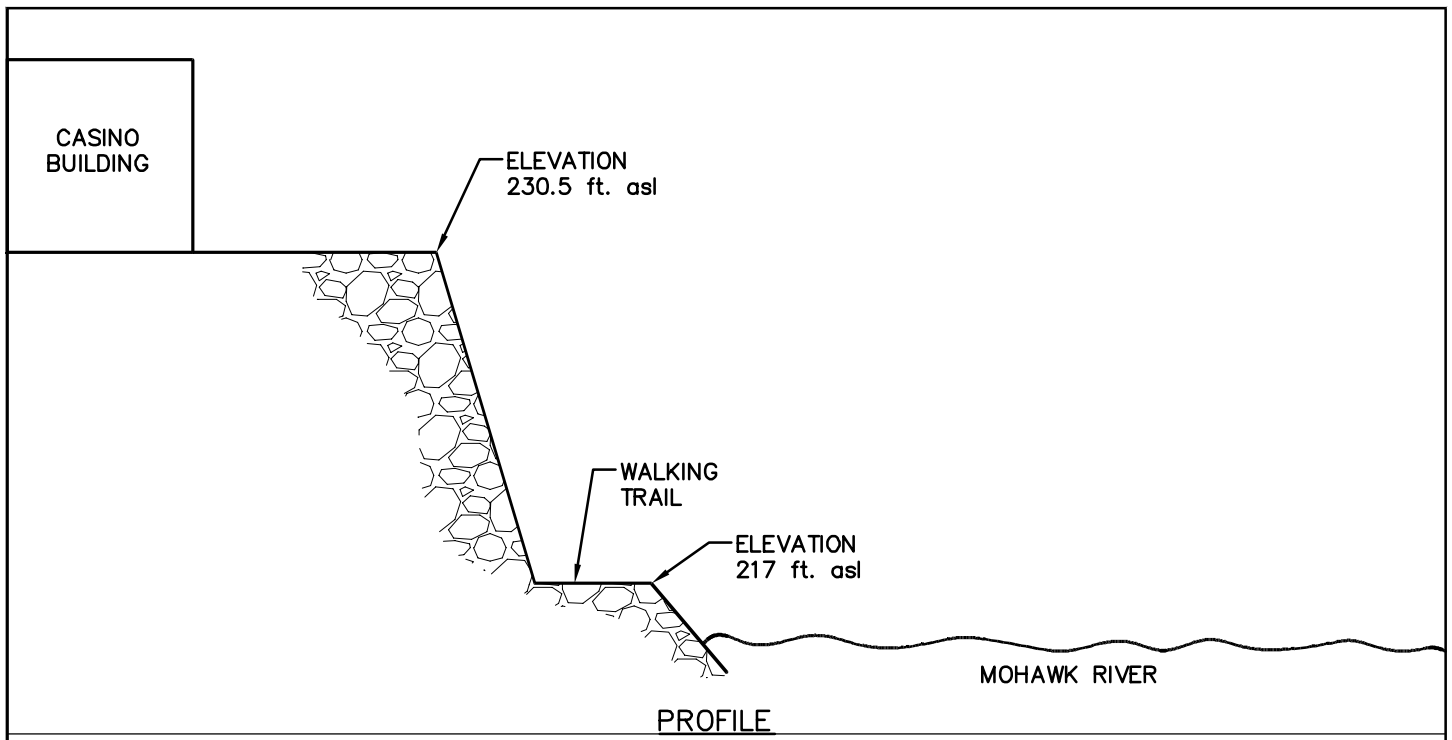 CASINO
BUILDING
ELEVATION
230.5 ft. asl
WALKING
TRAIL
ELEVATION
217 ft. asl
MOHAWK RIVER
PROFILE